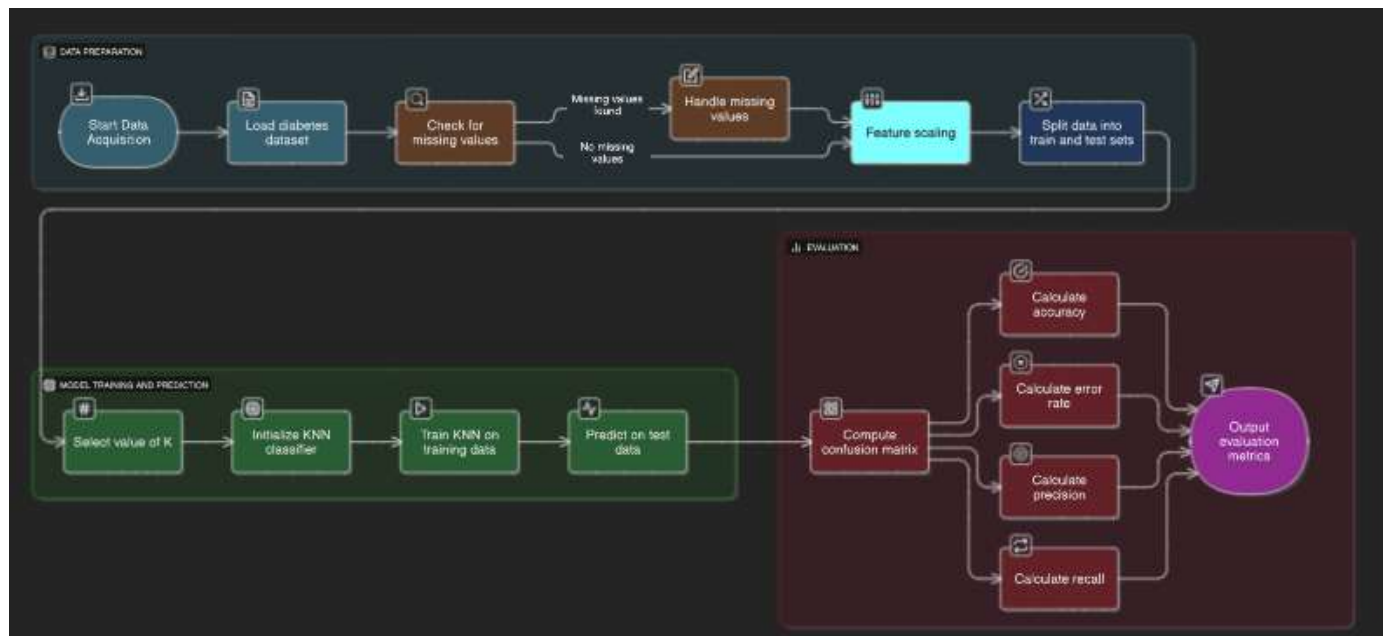 DATA PREPARATION
Start Data
Acquisition
Load diabetes
dataset
Check for
missing values
Missing values
found
No missing
values
Handle missing
values
Feature scaling
Split data into
train and test sets
EVALUATION
Calculate
accuracy
Calculate error
rate
Calculate
precision
Calculate recall
Compute
confusion matrix
Output
evaluation
metrics
MODEL TRAINING AND PREDICTION
#
Select value of K
Initialize KNN
classifier
Train KNN on
training data
Predict on test
data